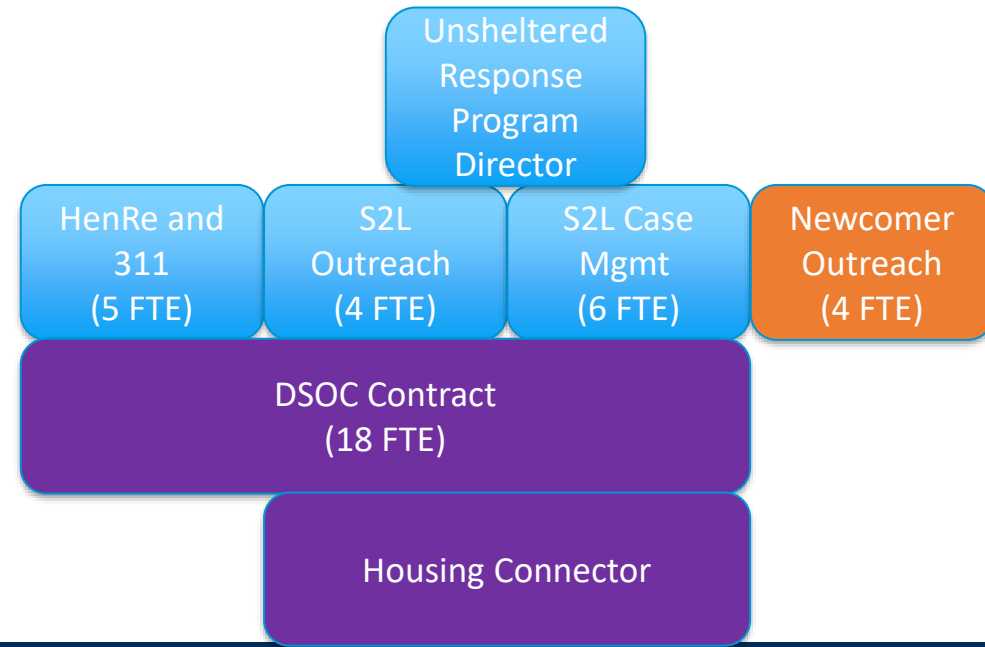 Unsheltered
Response
Program
Director
HenRe and
311
(5 FTE)
S2L
Outreach
(4 FTE)
S2L Case
Mgmt
(6 FTE)
Newcomer
Outreach
(4 FTE)
DSOC Contract
(18 FTE)
Housing Connector